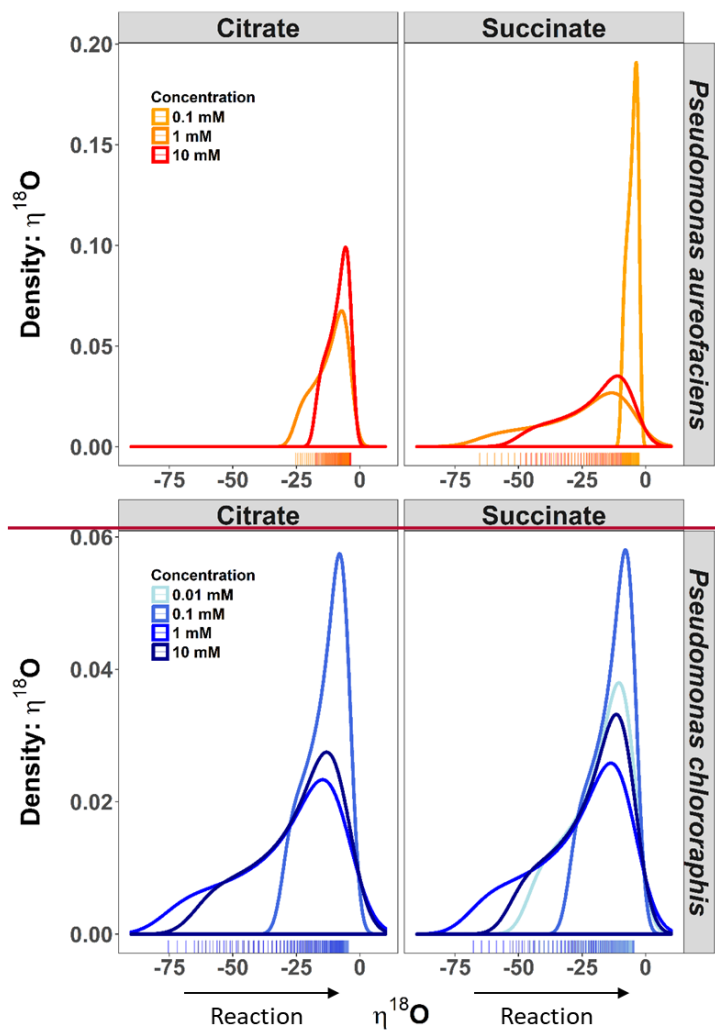 Citrate Succinate
0.20
0.15
0.10
0.05
0.00
Density: η¹⁸O
Concentration
0.1 mM
1 mM
10 mM
Pseudomonas aureofaciens
-75 -50 -25 0 -75 -50 -25 0
Citrate Succinate
0.06
0.04
0.02
0.00
Density: η¹⁸O
Concentration
0.01 mM
0.1 mM
1 mM
10 mM
Pseudomonas chlororaphis
-75 -50 -25 0 -75 -50 -25 0
Reaction η¹⁸O Reaction